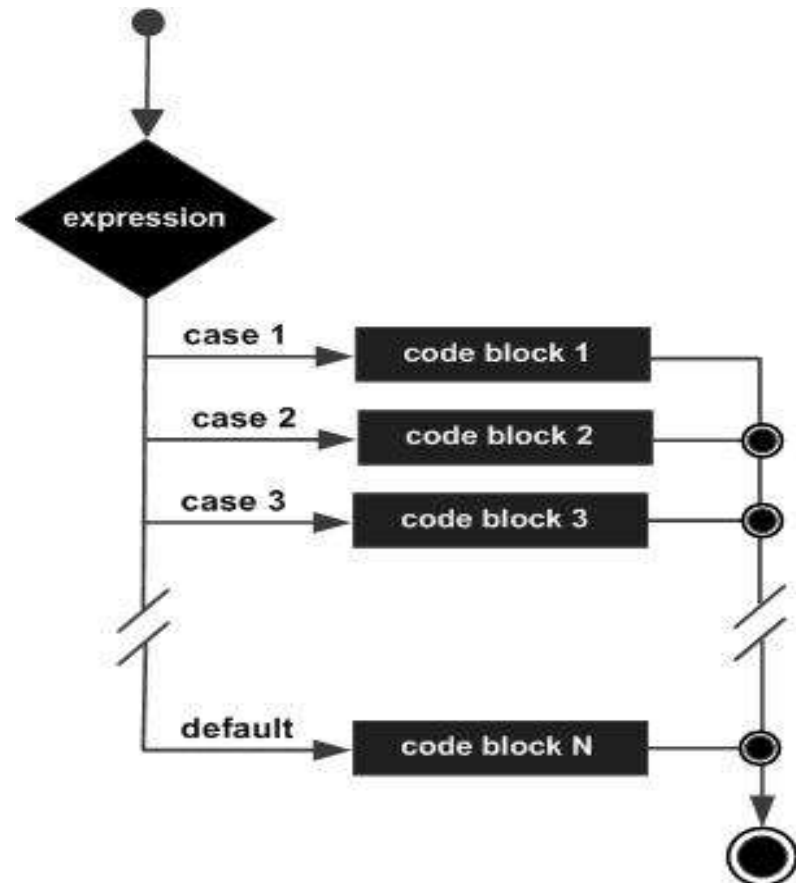 expression
case 1
code block 1
case 2
code block 2
case 3
code block 3
default
code block N